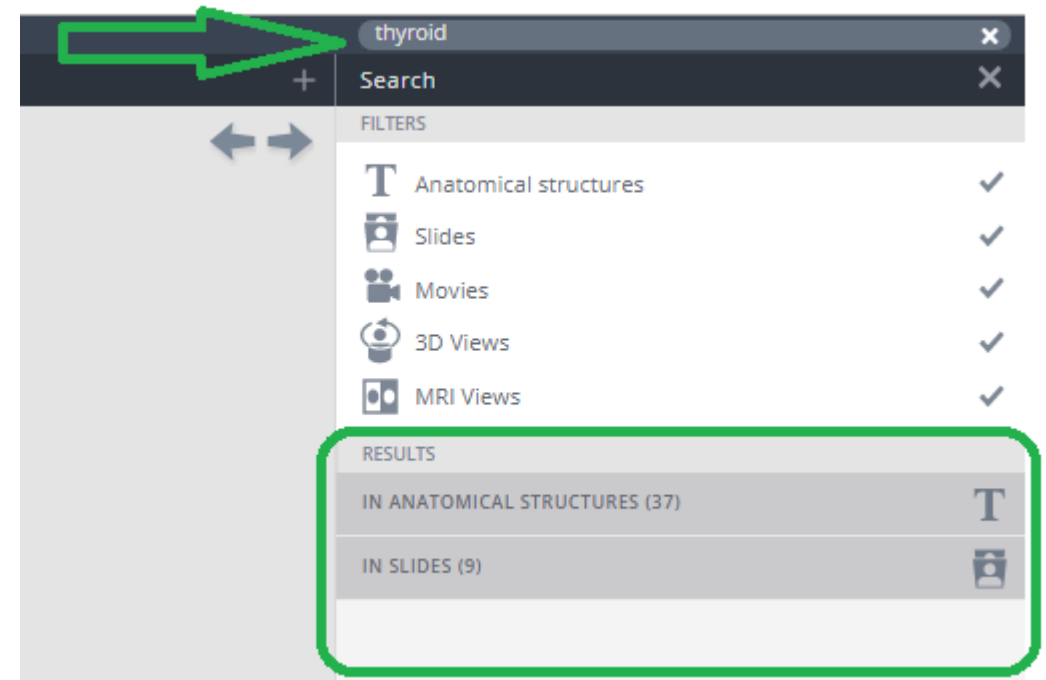 thyroid
Search
FILTERS
Anatomical structures
Slides
Movies
3D Views
MRI Views
RESULTS
IN ANATOMICAL STRUCTURES (37)
IN SLIDES (9)